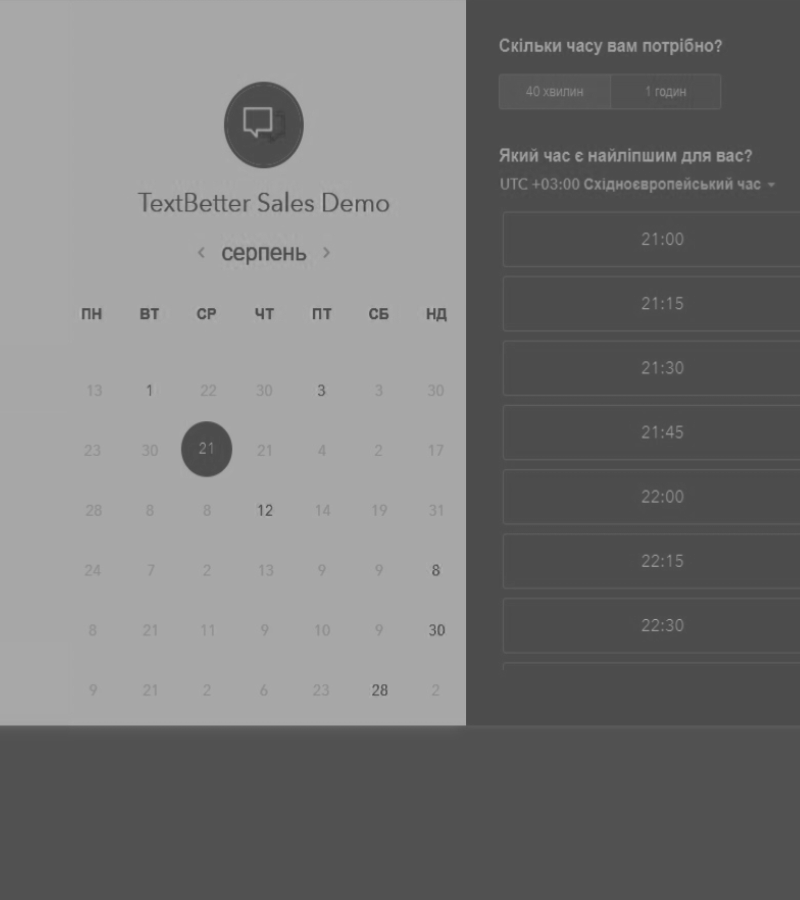 TextBetter Sales Demo
серпень
ПН ВТ СР ЧТ ПТ СБ НД
13 1 22 30 3 3 30
23 30 21 21 4 2 17
28 8 8 12 14 19 31
24 7 2 13 9 9 8
8 21 11 9 10 9 30
9 21 2 6 23 28 2
Скільки часу вам потрібно?
40 хвилин 1 годин
Який час є найліпшим для вас?
UTC +03:00 Східноєвропейський час
21:00
21:15
21:30
21:45
22:00
22:15
22:30